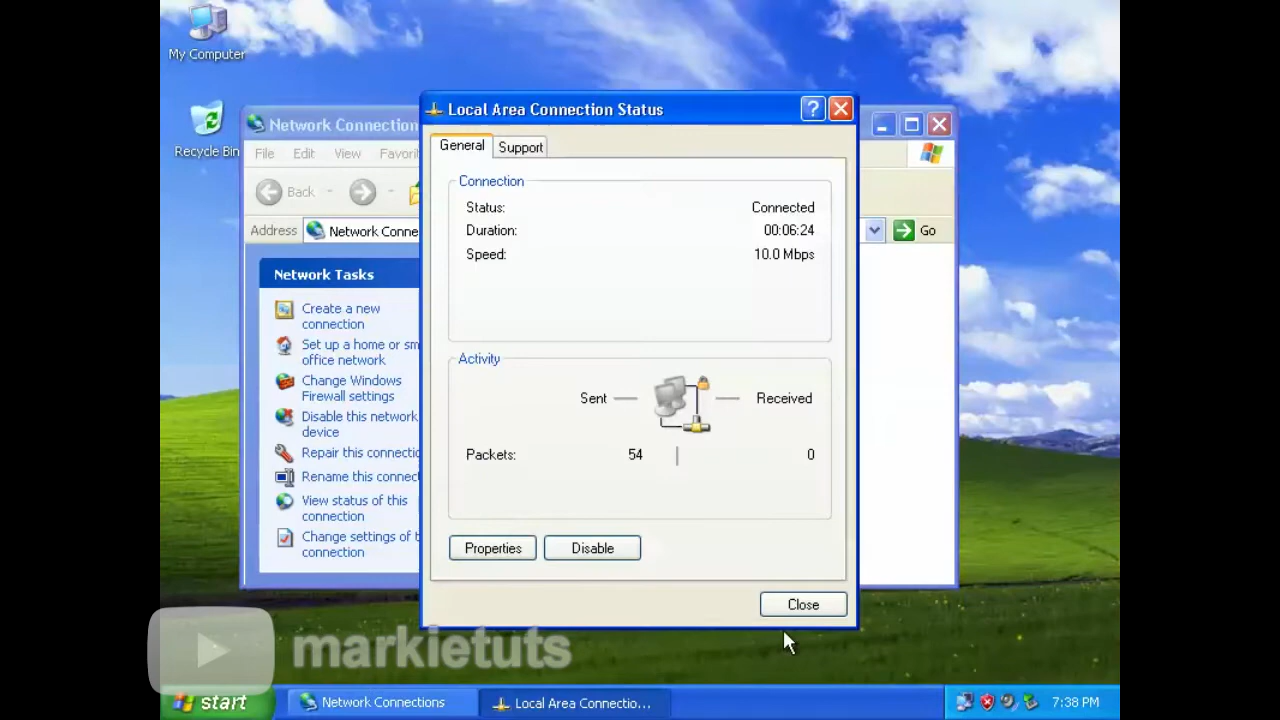 My Computer
Recycle Bin
Network Connection
File Edit View Favori
Back
Address Network Conne
Go
Network Tasks
Create a new
connection
Set up a home or sm
office network
Change Windows
Firewall settings
Disable this network
device
Repair this connectio
Rename this connect
View status of this
connection
Change settings of t
connection
Local Area Connection Status
General Support
Connection
Status: Connected
Duration: 00:06:24
Speed: 10.0 Mbps
Activity
Sent Received
Packets: 54 0
Properties Disable
Close
markietuts
start Network Connections Local Area Connectio... 7:38 PM